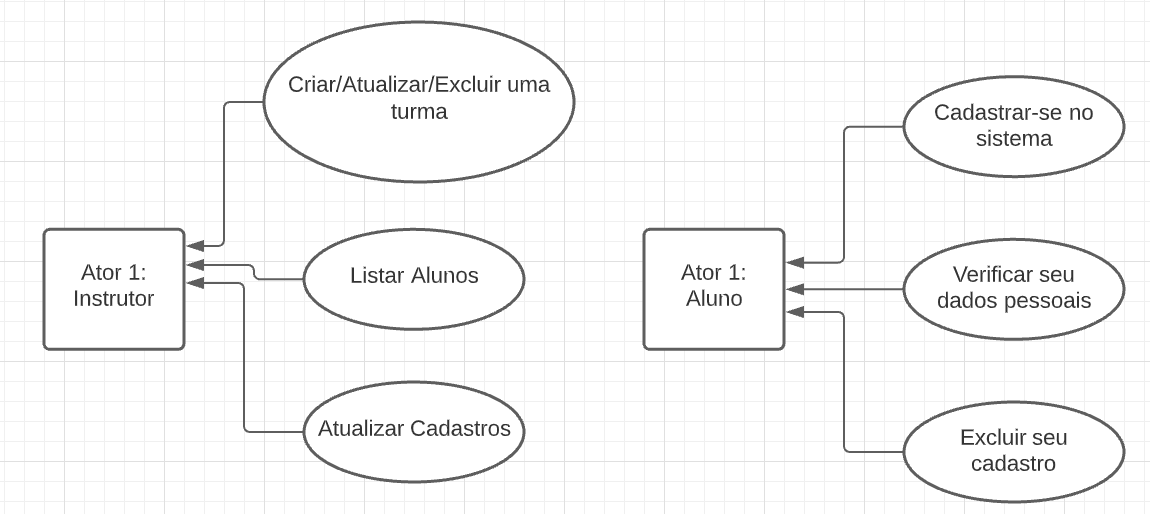 Criar/Atualizar/Excluir uma
turma
Ator 1:
Instrutor
Listar Alunos
Atualizar Cadastros
Cadastrar-se no
sistema
Ator 1:
Aluno
Verificar seu
dados pessoais
Excluir seu
cadastro